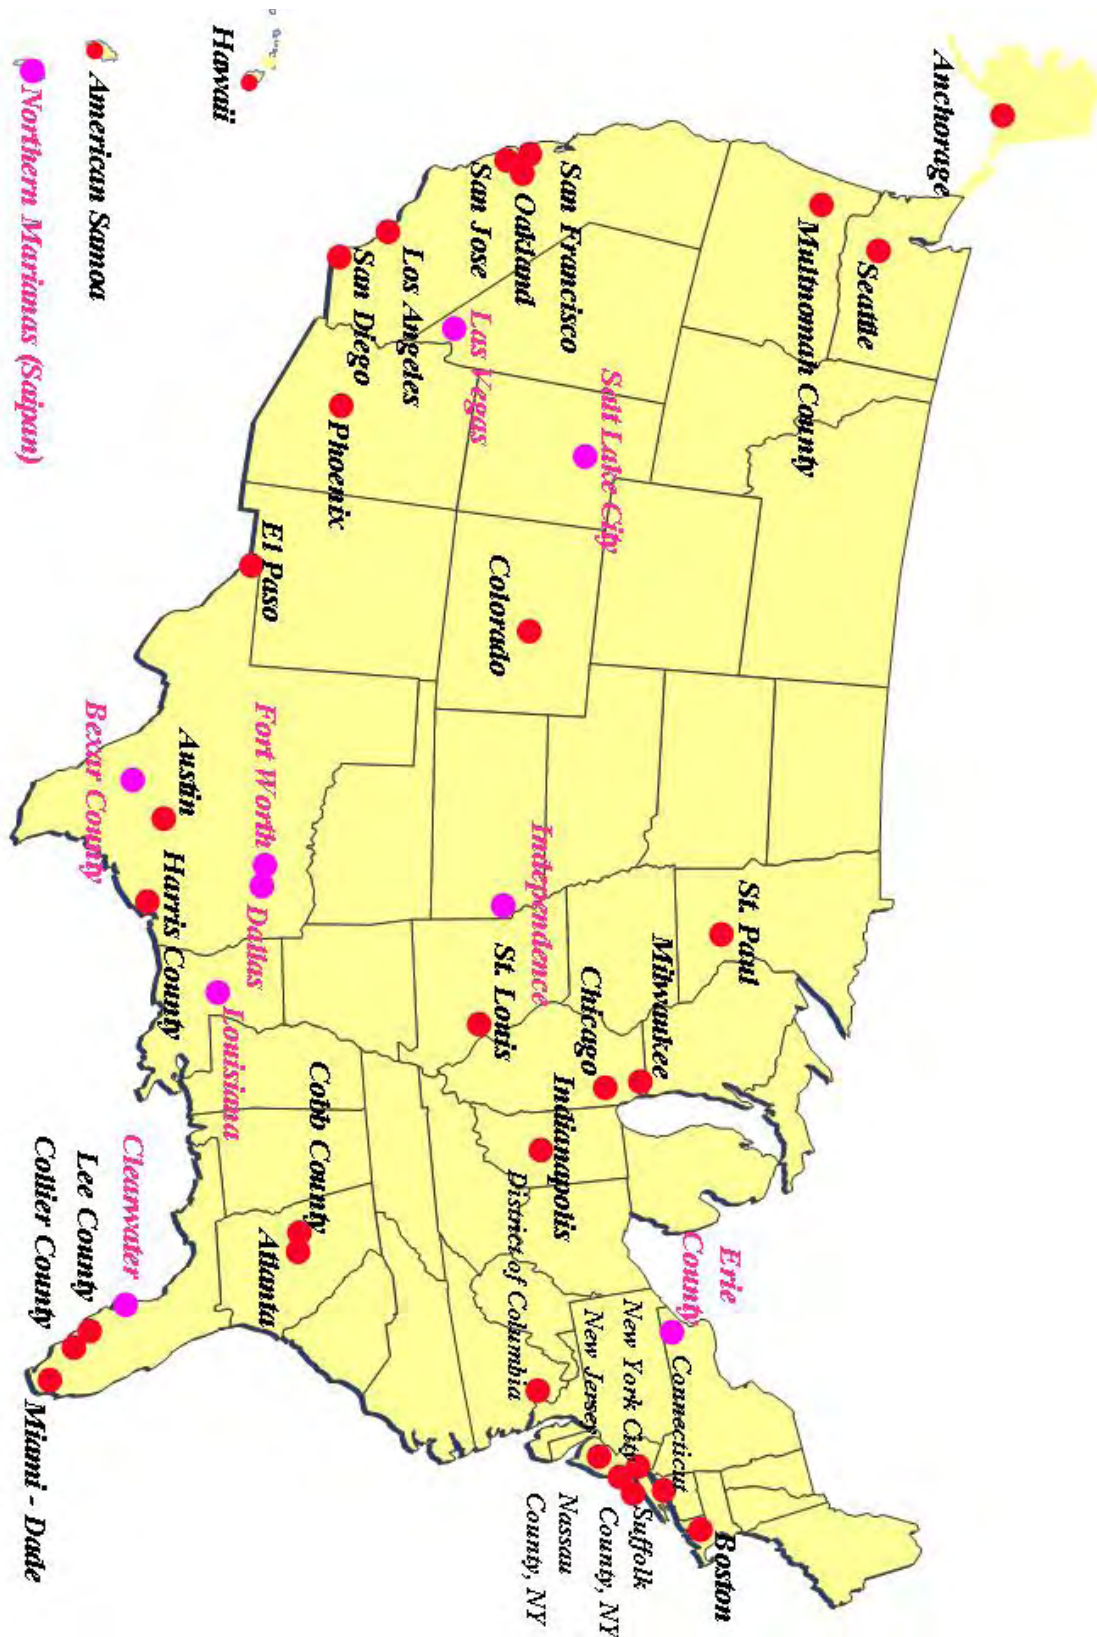 Anchorage
Seattle
Multnomah County
San Francisco
Oakland
San Jose
Los Angeles
San Diego
Las Vegas
Salt Lake City
Phoenix
El Paso
Colorado
Hawaii
American Samoa
Northern Marianas (Saipan)
Bexar County
Austin
Fort Worth
Dallas
Harris County
Louisiana
Independence
St. Louis
St. Paul
Milwaukee
Chicago
Indianapolis
Cobb County
Atlanta
Clearwater
Lee County
Collier County
Miami - Dade
District of Columbia
Erie
County
New Jersey
New York City
Connecticut
Boston
Suffolk
County, NY
Nassau
County, NY